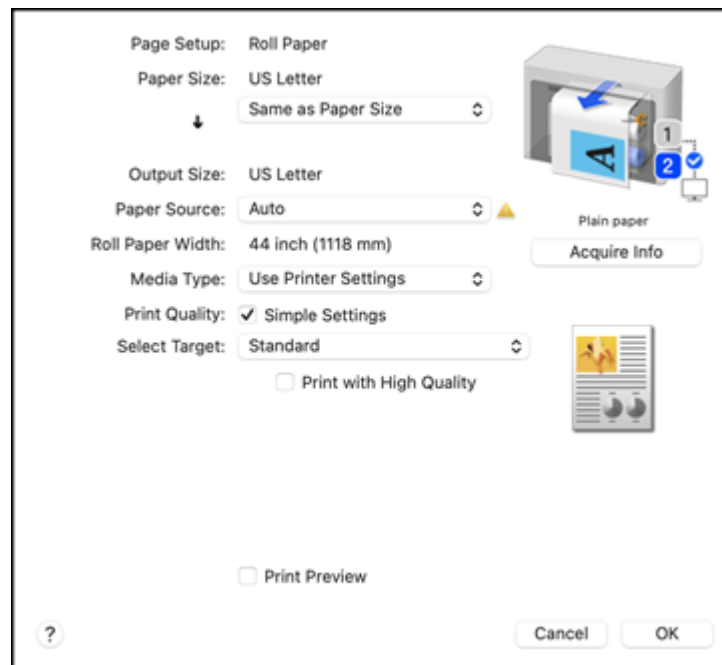 Page Setup: Roll Paper
Paper Size: US Letter
Same as Paper Size
Output Size: US Letter
Paper Source: Auto
Roll Paper Width: 44 inch (1118 mm)
Media Type: Use Printer Settings
Print Quality: Simple Settings
Select Target: Standard
Print with High Quality
Print Preview
A
1
2
Plain paper
Acquire Info
?
Cancel
OK